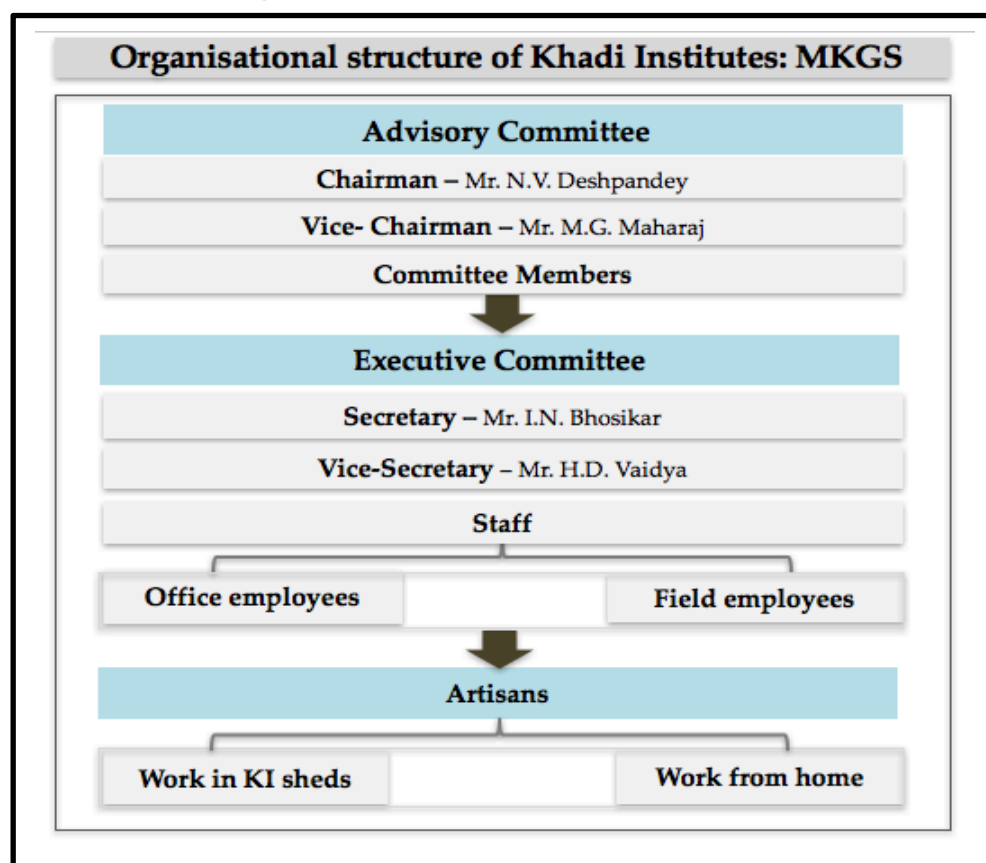 Organisational structure of Khadi Institutes: MKGS
Advisory Committee
Chairman – Mr. N.V. Deshpandey
Vice- Chairman – Mr. M.G. Maharaj
Committee Members
Executive Committee
Secretary – Mr. I.N. Bhosikar
Vice-Secretary – Mr. H.D. Vaidya
Staff
Office employees
Field employees
Artisans
Work in KI sheds
Work from home